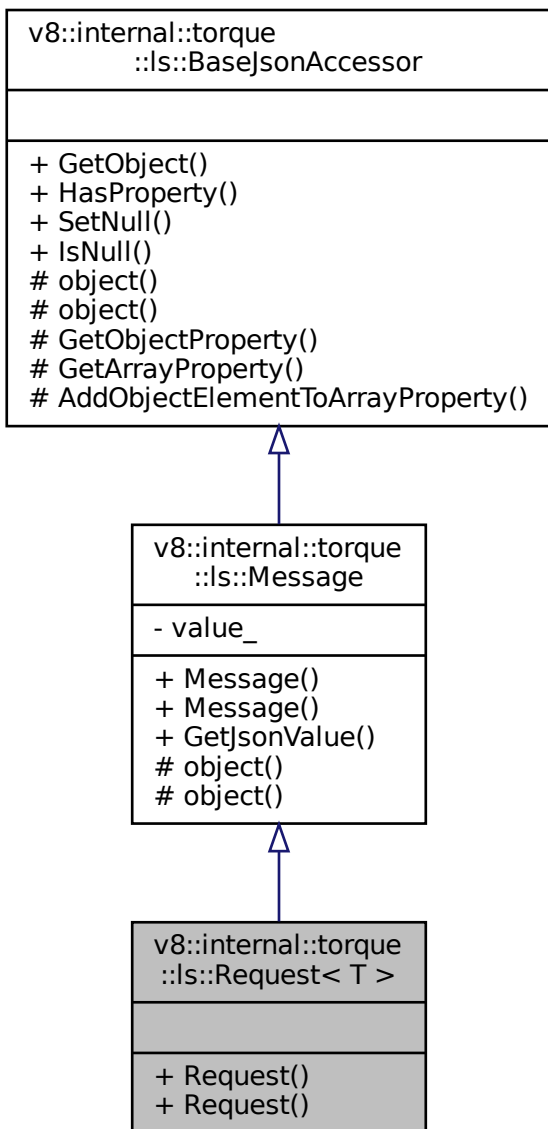 v8::internal::torque
::ls::BaseJsonAccessor
+ GetObject()
+ HasProperty()
+ SetNull()
+ IsNull()
# object()
# object()
# GetObjectProperty()
# GetArrayProperty()
# AddObjectElementToArrayProperty()
v8::internal::torque
::ls::Message
- value_
+ Message()
+ Message()
+ GetJsonValue()
# object()
# object()
v8::internal::torque
::ls::Request< T >
+ Request()
+ Request()